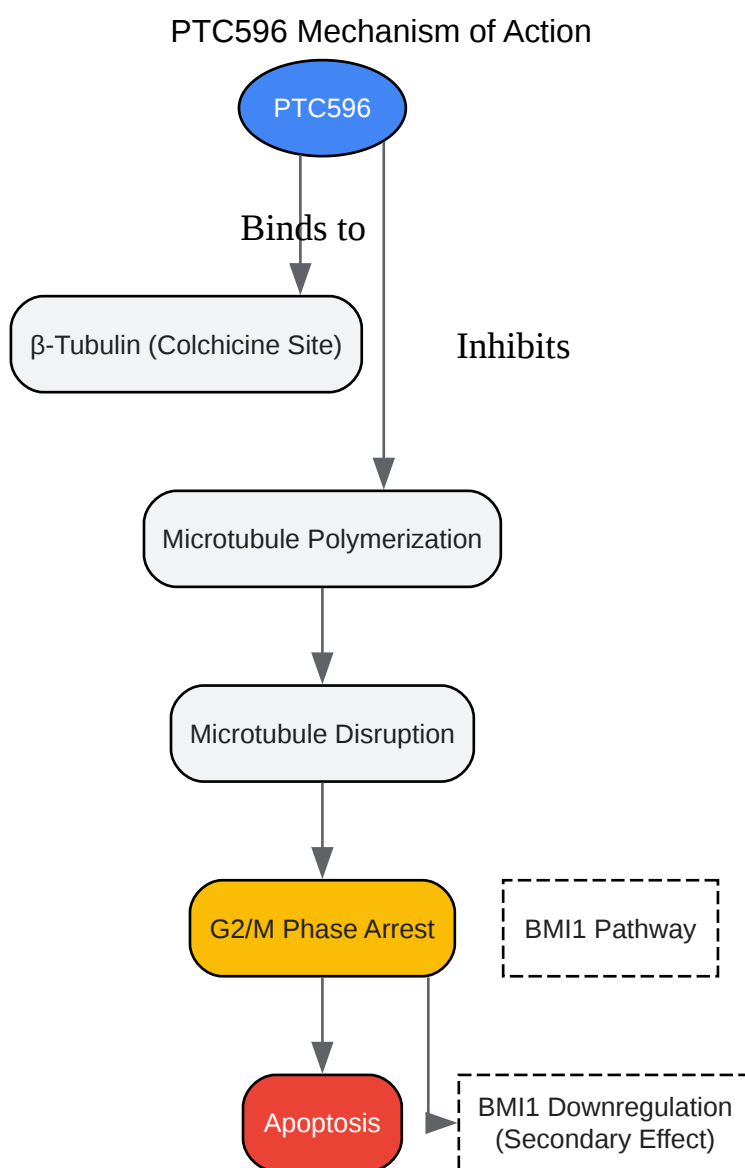 PTC596 Mechanism of Action
PTC596
Binds to
β-Tubulin (Colchicine Site)
Inhibits
Microtubule Polymerization
Microtubule Disruption
G2/M Phase Arrest
BMI1 Pathway
Apoptosis
BMI1 Downregulation
(Secondary Effect)